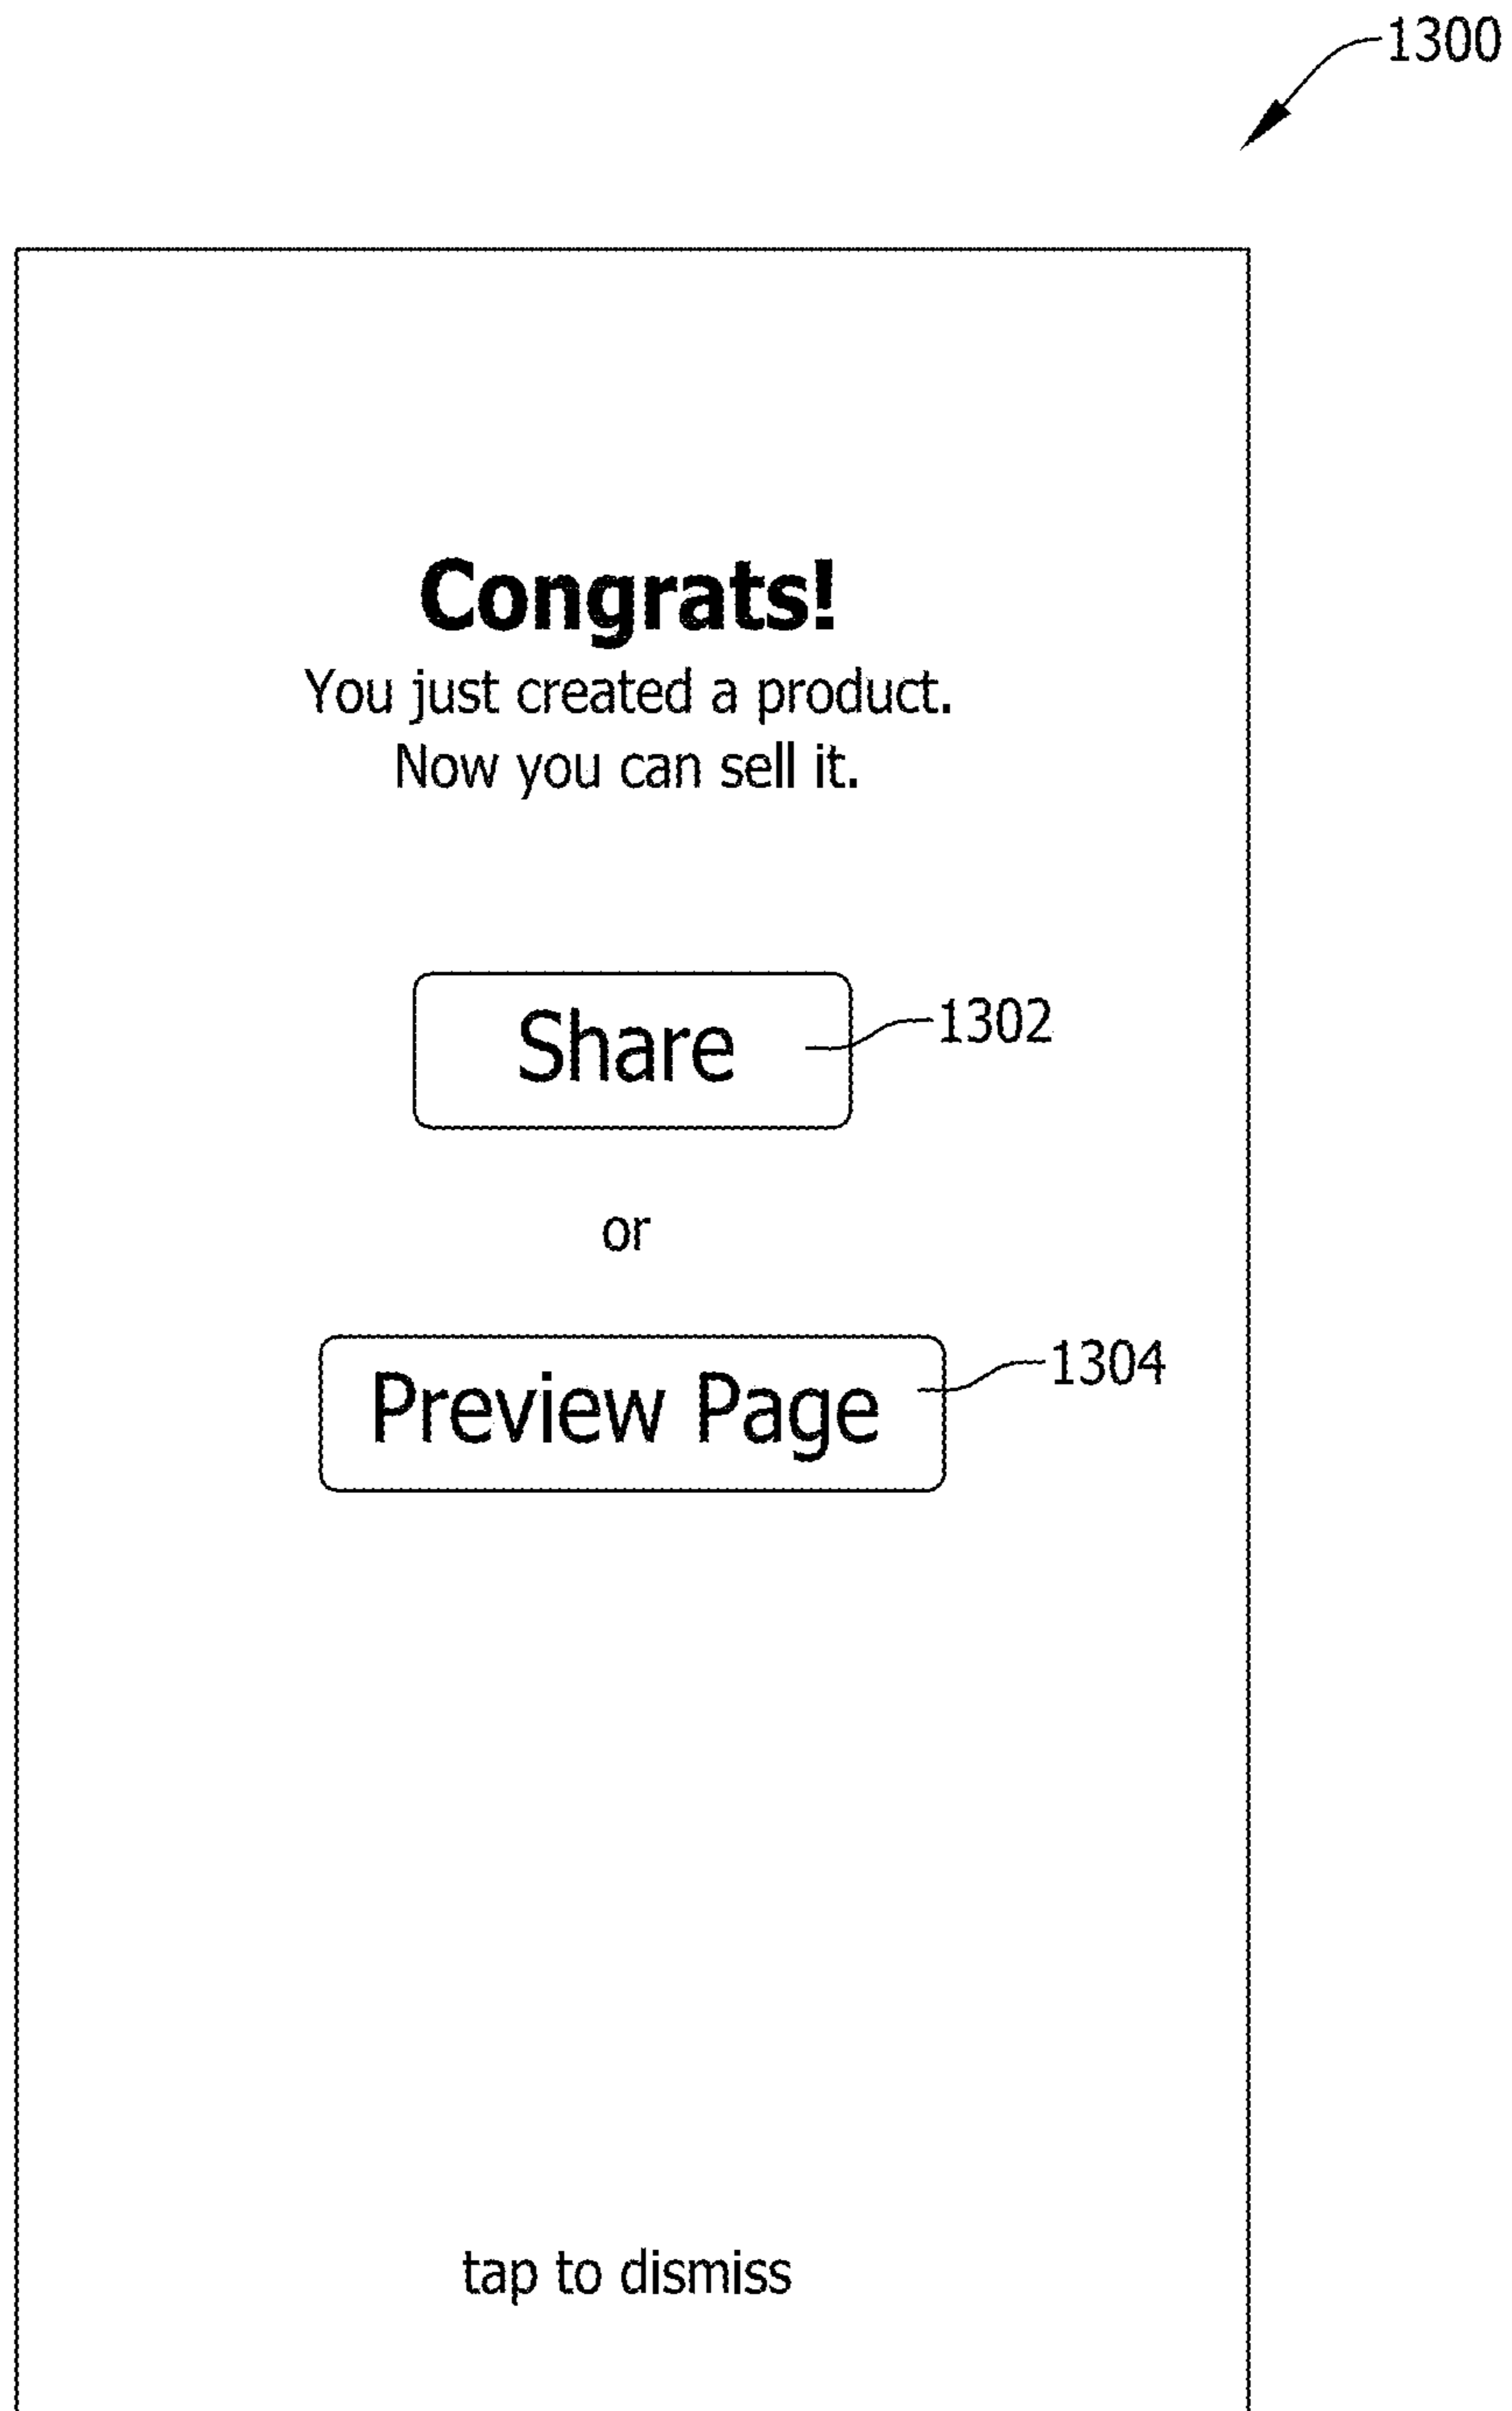 1300
Congrats!
You just created a product.
Now you can sell it.
Share
1302
or
Preview Page
1304
tap to dismiss